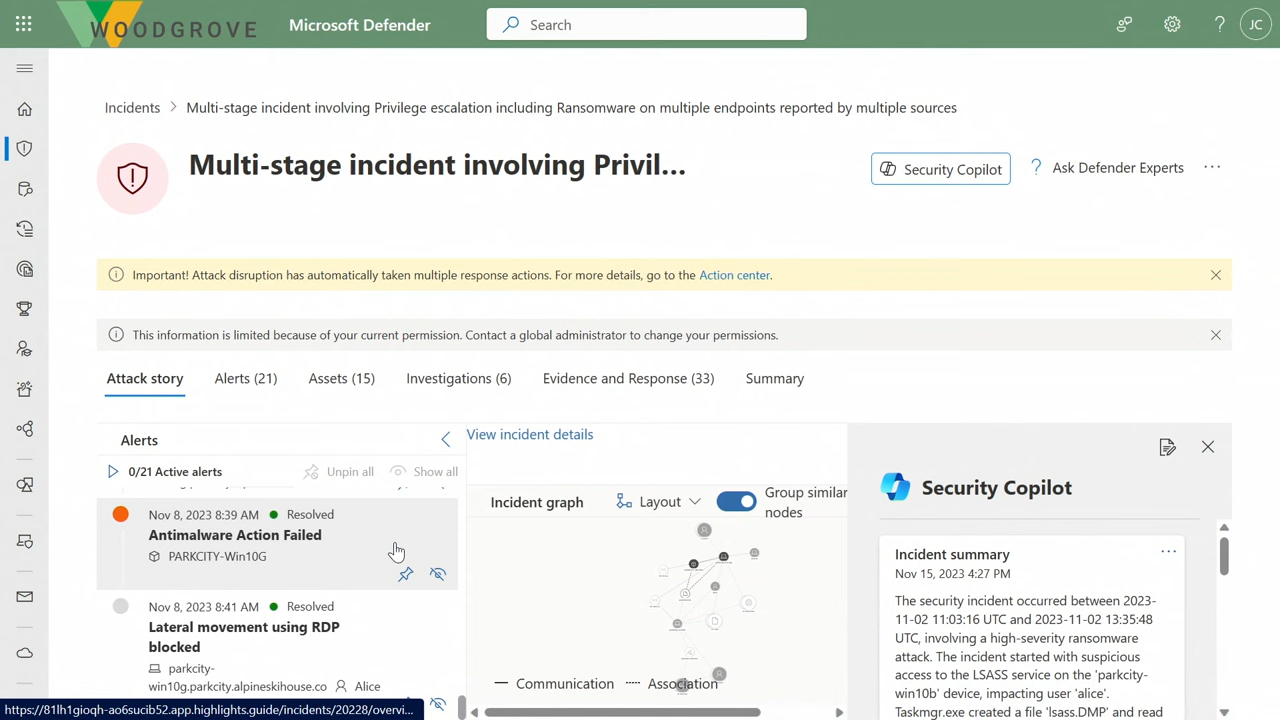 WOODGROVE
Microsoft Defender
Search
JC
Incidents > Multi-stage incident involving Privilege escalation including Ransomware on multiple endpoints reported by multiple sources
Multi-stage incident involving Privil...
Security Copilot
Ask Defender Experts
Important! Attack disruption has automatically taken multiple response actions. For more details, go to the Action center.
This information is limited because of your current permission. Contact a global administrator to change your permissions.
Attack story
Alerts (21)
Assets (15)
Investigations (6)
Evidence and Response (33)
Summary
Alerts
0/21 Active alerts
Unpin all
Show all
Nov 8, 2023 8:39 AM
Resolved
Antimalware Action Failed
PARKCITY-Win10G
Nov 8, 2023 8:41 AM
Resolved
Lateral movement using RDP
blocked
parkcity-
win10g.parkcity.alpineskihouse.co
Alice
View incident details
Incident graph
Layout
Group similar
nodes
Communication
Association
Security Copilot
Incident summary
Nov 15, 2023 4:27 PM
The security incident occurred between 2023-
11-02 11:03:16 UTC and 2023-11-02 13:35:48
UTC, involving a high-severity ransomware
attack. The incident started with suspicious
access to the LSASS service on the 'parkcity-
win10b' device, impacting user 'alice'.
Taskmgr.exe created a file 'lsass.DMP' and read
https://81lh1gioqh-ao6sucib52.app.highlights.guide/incidents/20228/overvi...